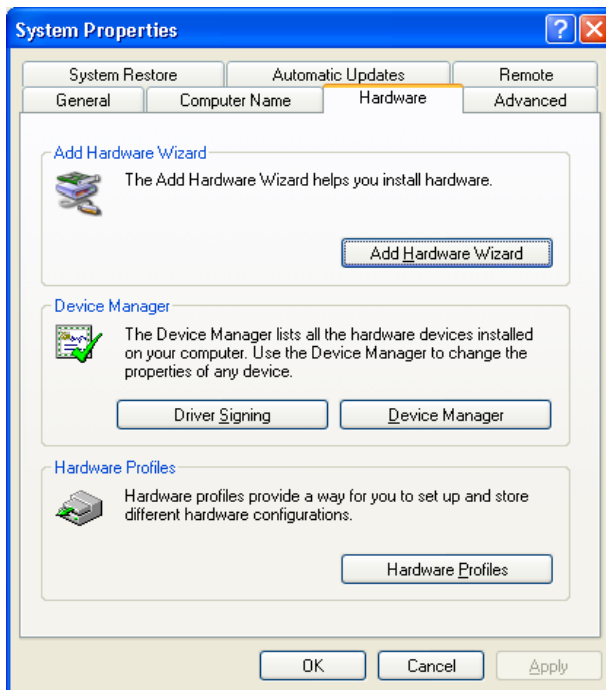 System Properties
System Restore Automatic Updates Remote
General Computer Name Hardware Advanced
Add Hardware Wizard
The Add Hardware Wizard helps you install hardware.
Add Hardware Wizard
Device Manager
The Device Manager lists all the hardware devices installed
on your computer. Use the Device Manager to change the
properties of any device.
Driver Signing Device Manager
Hardware Profiles
Hardware profiles provide a way for you to set up and store
different hardware configurations.
Hardware Profiles
OK Cancel Apply